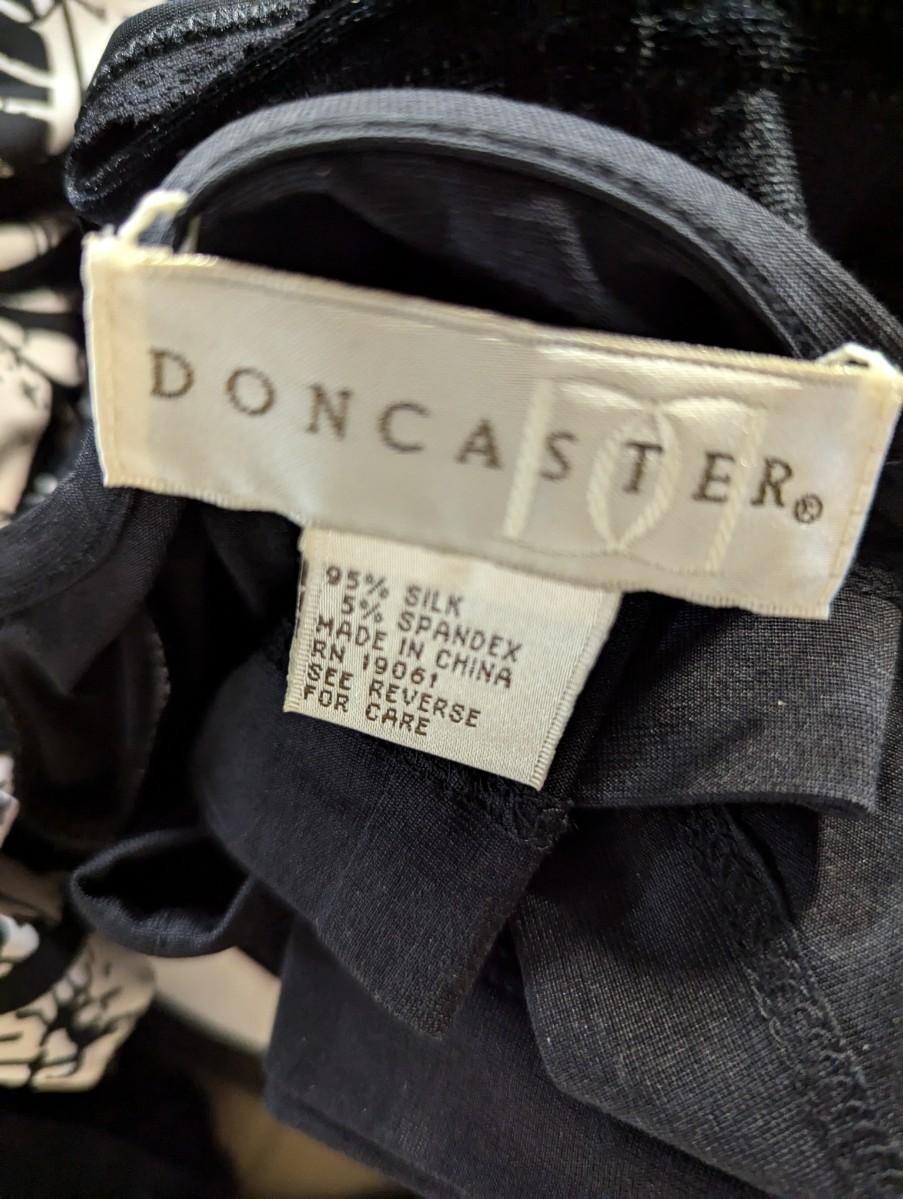 DONCASTER®
95% SILK
5% SPANDEX
MADE IN CHINA
RN 19061
SEE REVERSE
FOR CARE